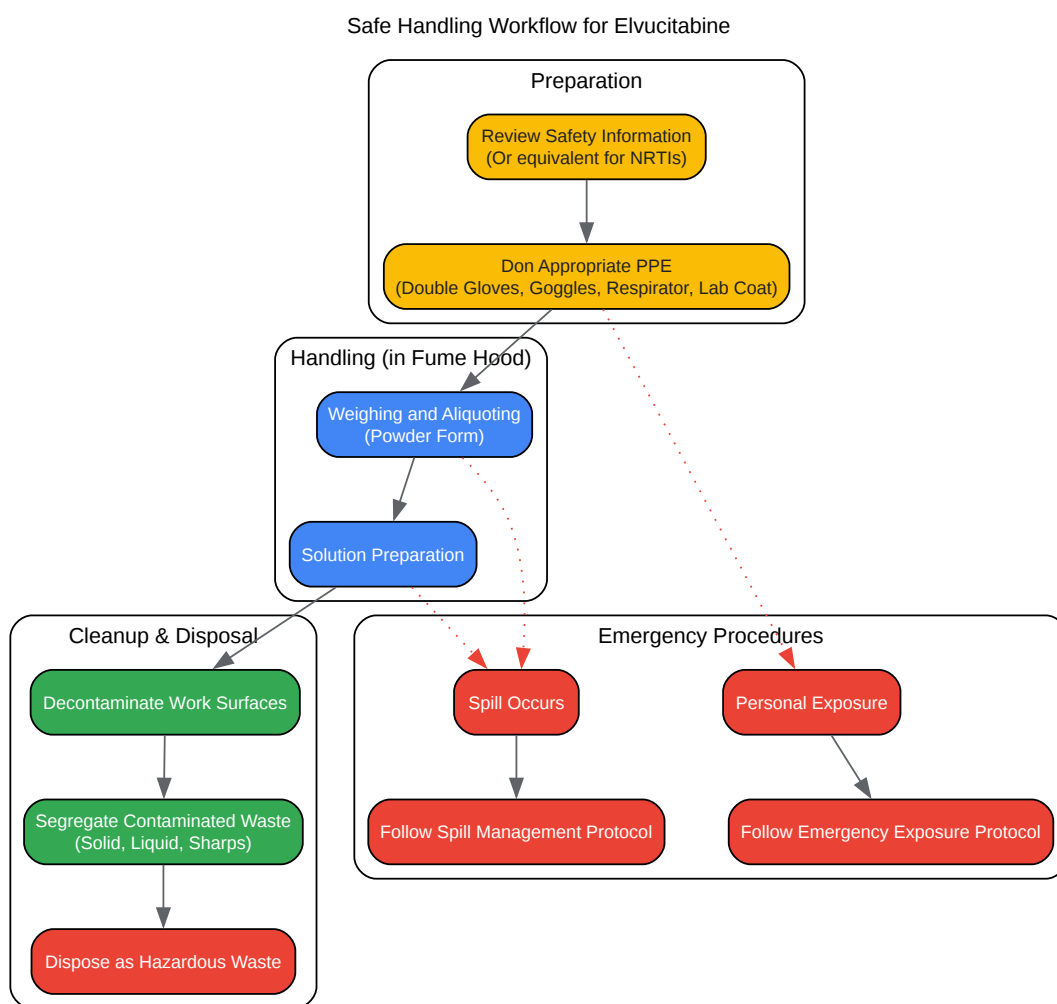 Safe Handling Workflow for Elvucitabine
Preparation
Review Safety Information
(Or equivalent for NRTIs)
Don Appropriate PPE
(Double Gloves, Goggles, Respirator, Lab Coat)
Handling (in Fume Hood)
Weighing and Aliquoting
(Powder Form)
Solution Preparation
Cleanup & Disposal
Decontaminate Work Surfaces
Segregate Contaminated Waste
(Solid, Liquid, Sharps)
Dispose as Hazardous Waste
Emergency Procedures
Spill Occurs
Personal Exposure
Follow Spill Management Protocol
Follow Emergency Exposure Protocol